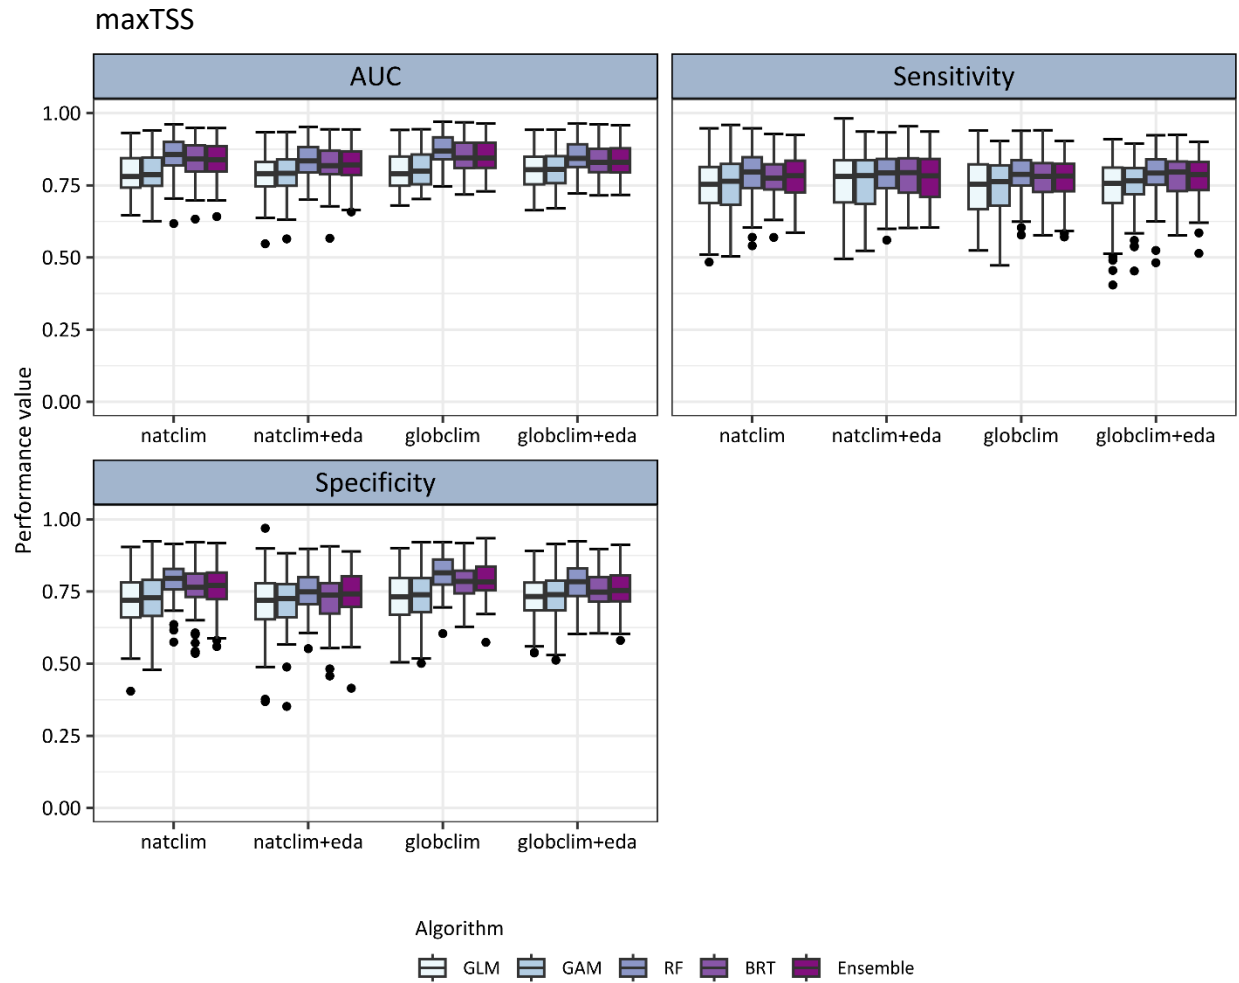 maxTSS
AUC
Sensitivity
1.00
0.75
0.50
0.25
0.00
natclim natclim+eda globclim globclim+eda
natclim natclim+eda globclim globclim+eda
Performance value
Specificity
1.00
0.75
0.50
0.25
0.00
natclim natclim+eda globclim globclim+eda
Algorithm
GLM GAM RF BRT Ensemble